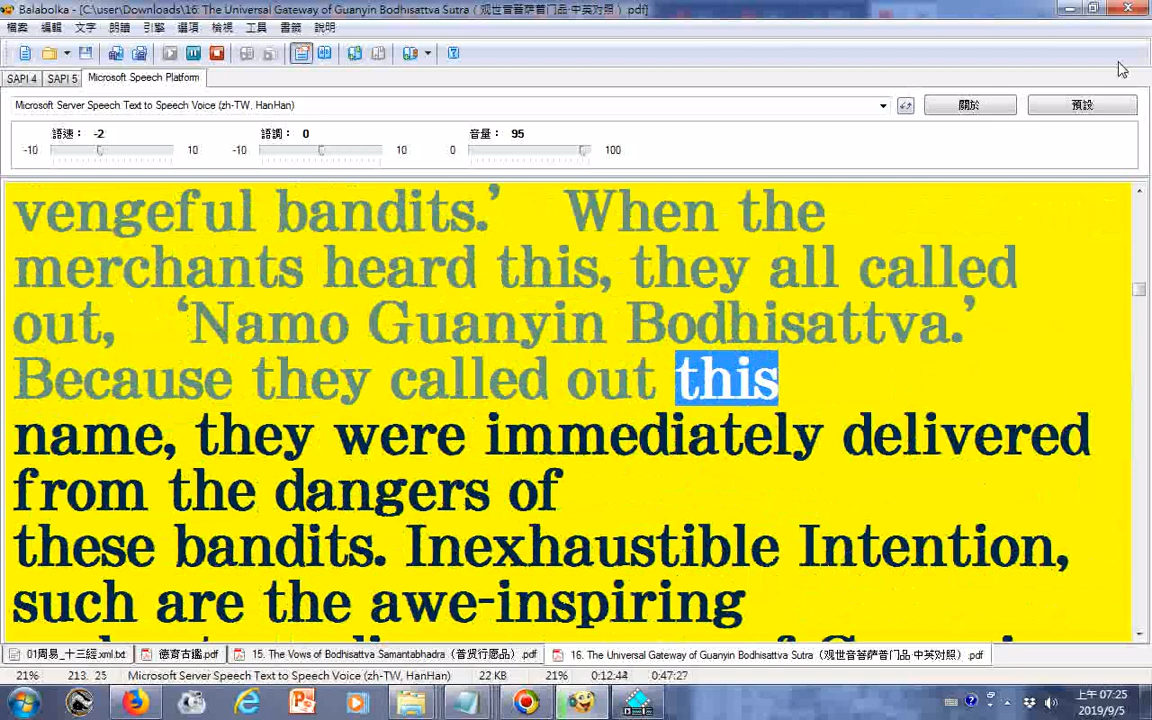 Balabolka - [C:\user\Downloads\16. The Universal Gateway of Guanyin Bodhisattva Sutra（观世音菩萨普门品·中英对照）.pdf]
檔案 編輯 文字 朗讀 引擎 選項 檢視 工具 書籤 說明
SAPI 4 SAPI 5 Microsoft Speech Platform
Microsoft Server Speech Text to Speech Voice (zh-TW, HanHan) 關於 預設
語速： -2 語調： 0 音量： 95
-10 10 -10 10 0 100
vengeful bandits.’ When the
merchants heard this, they all called
out, ‘Namo Guanyin Bodhisattva.’
Because they called out this
name, they were immediately delivered
from the dangers of
these bandits. Inexhaustible Intention,
such are the awe-inspiring
01周易_十三經.txt 德育古鑑.pdf 15. The Vows of Bodhisattva Samantabhadra（普贤行愿品）.pdf 16. The Universal Gateway of Guanyin Bodhisattva Sutra（观世音菩萨普门品·中英对照）.pdf
21% 213: 25 Microsoft Server Speech Text to Speech Voice (zh-TW, HanHan) 22 KB 21% 0:12:44 0:47:27
上午 07:25
2019/9/5